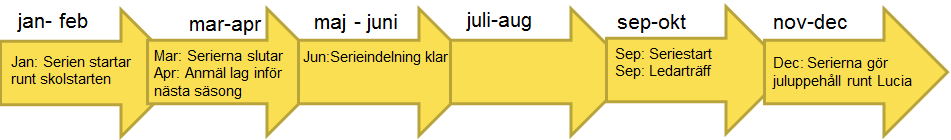 jan- feb
Jan: Serien startar
runt skolstarten
mar-apr
Mar: Serierna slutar
Apr: Anmäl lag inför
nästa säsong
maj - juni
Jun:Serieindelning klar
juli-aug
sep-okt
Sep: Seriestart
Sep: Ledarträff
nov-dec
Dec: Serierna gör
juluppehåll runt Lucia